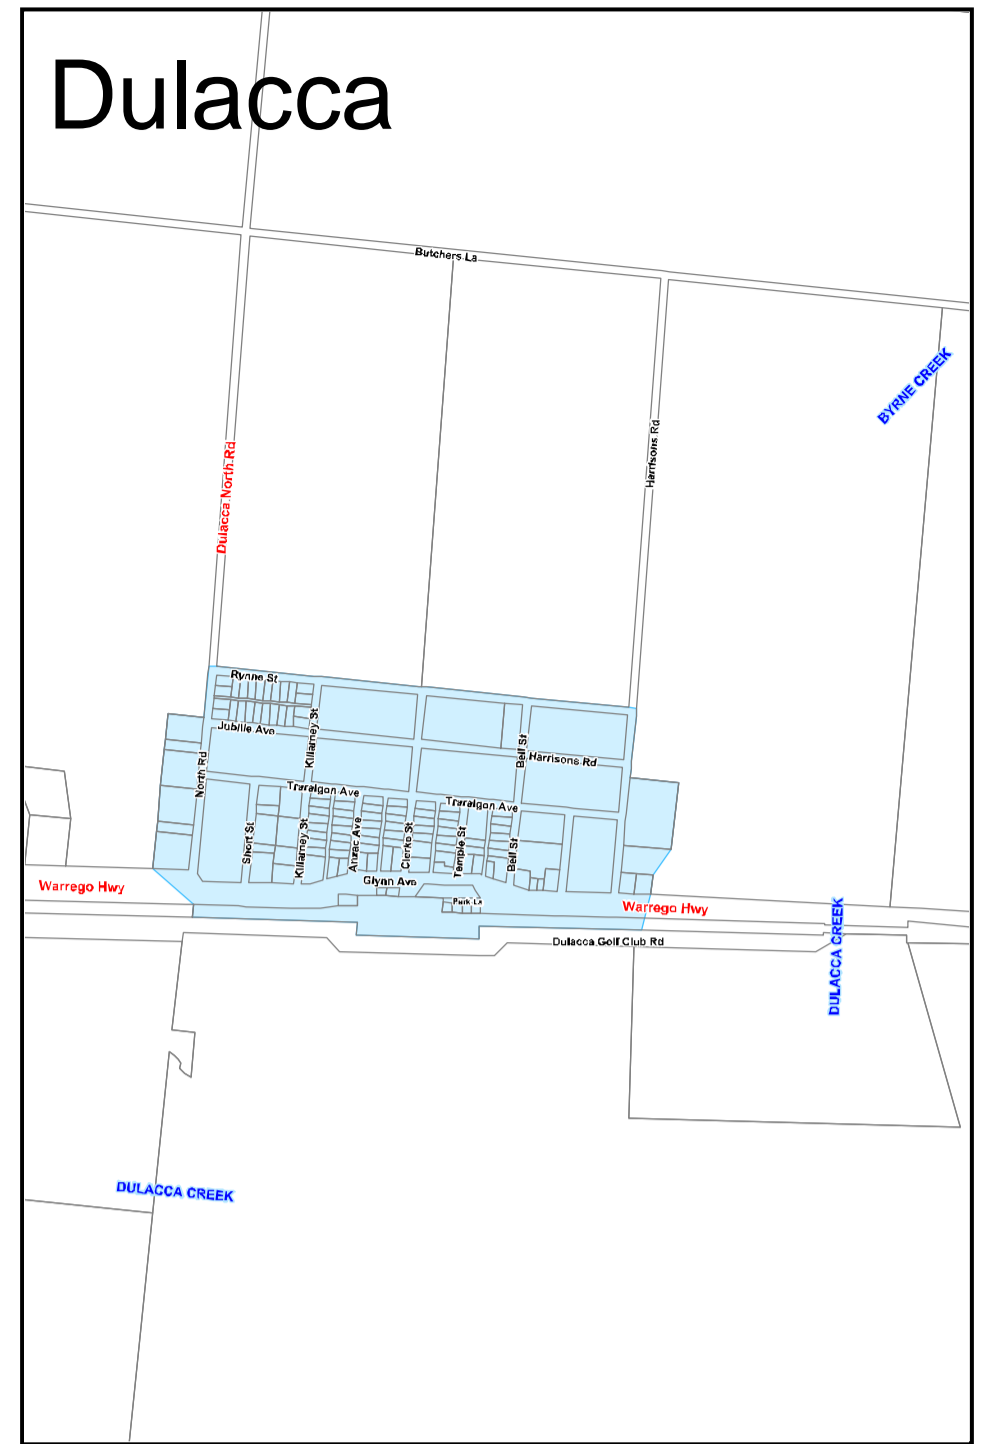 Dulacca
Butchers La
BYRNE CREEK
Harrisons Rd
Dulacca North Rd
Rynne St
Jubilie Ave
Killarney St
Bell St
Harrisons Rd
North Rd
Traralgon Ave
Traralgon Ave
Short St
Killarney St
Anzac Ave
Clerke St
Temple St
Bell St
Glynn Ave
Warrego Hwy
Park La
Warrego Hwy
Dulacca Golf Club Rd
DULACCA CREEK
DULACCA CREEK